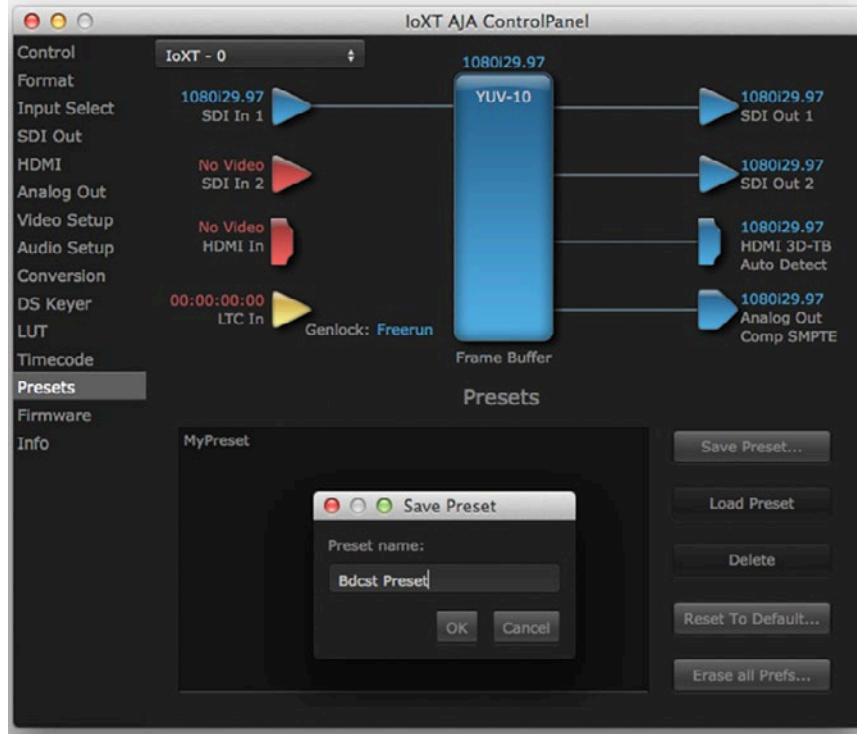 IoXT AJA ControlPanel
Control
Format
Input Select
SDI Out
HDMI
Analog Out
Video Setup
Audio Setup
Conversion
DS Keyer
LUT
Timecode
Presets
Firmware
Info
IoXT - 0
1080i29.97
SDI In 1
No Video
SDI In 2
No Video
HDMI In
00:00:00:00
LTC In
Genlock: Freerun
1080i29.97
YUV-10
Frame Buffer
1080i29.97
SDI Out 1
1080i29.97
SDI Out 2
1080i29.97
HDMI 3D-TB
Auto Detect
1080i29.97
Analog Out
Comp SMPTE
Presets
MyPreset
Save Preset
Preset name:
Bdcst Preset
OK Cancel
Save Preset...
Load Preset
Delete
Reset To Default...
Erase all Prefs...